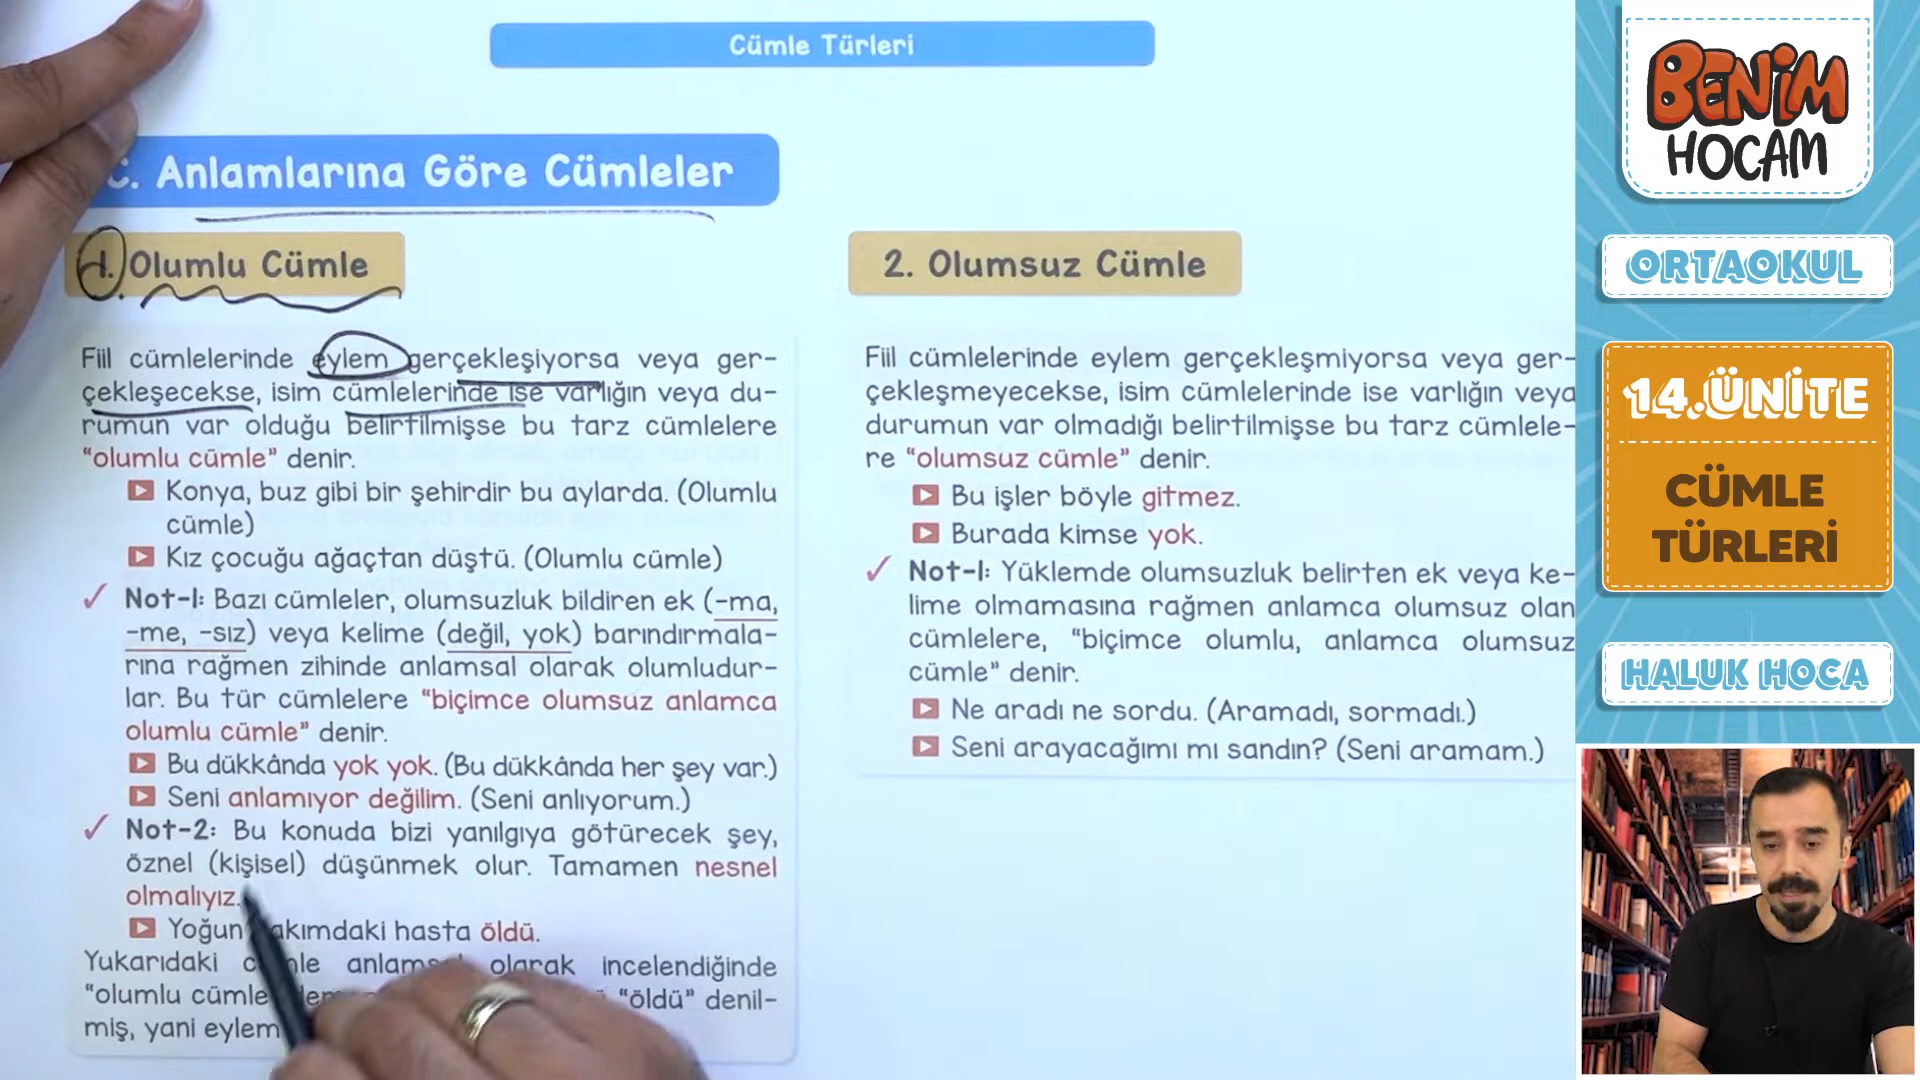 Cümle Türleri
C. Anlamlarına Göre Cümleler
1. Olumlu Cümle
Fiil cümlelerinde eylem gerçekleşiyorsa veya ger-
çekleşecekse, isim cümlelerinde ise varlığın veya du-
rumun var olduğu belirtilmişse bu tarz cümlelere
“olumlu cümle” denir.
Konya, buz gibi bir şehirdir bu aylarda. (Olumlu
cümle)
Kız çocuğu ağaçtan düştü. (Olumlu cümle)
Not-1: Bazı cümleler, olumsuzluk bildiren ek (-ma,
-me, -sız) veya kelime (değil, yok) barındırmala-
rına rağmen zihinde anlamsal olarak olumludur-
lar. Bu tür cümlelere “biçimce olumsuz anlamca
olumlu cümle” denir.
Bu dükkânda yok yok. (Bu dükkânda her şey var.)
Seni anlamıyor değilim. (Seni anlıyorum.)
Not-2: Bu konuda bizi yanılgıya götürecek şey,
öznel (kişisel) düşünmek olur. Tamamen nesnel
olmalıyız.
Yoğun akımdaki hasta öldü.
Yukarıdaki olarak incelendiğinde
“olumlu cümle “öldü” denil-
miş, yani eylem
2. Olumsuz Cümle
Fiil cümlelerinde eylem gerçekleşmiyorsa veya ger-
çekleşmeyecekse, isim cümlelerinde ise varlığın veya
durumun var olmadığı belirtilmişse bu tarz cümlele-
re “olumsuz cümle” denir.
Bu işler böyle gitmez.
Burada kimse yok.
Not-1: Yüklemde olumsuzluk belirten ek veya ke-
lime olmamasına rağmen anlamca olumsuz olan
cümlelere, “biçimce olumlu, anlamca olumsuz
cümle” denir.
Ne aradı ne sordu. (Aramadı, sormadı.)
Seni arayacağımı mı sandın? (Seni aramam.)
BENİM
HOCAM
ORTAOKUL
14.ÜNİTE
CÜMLE
TÜRLERİ
HALUK HOCA